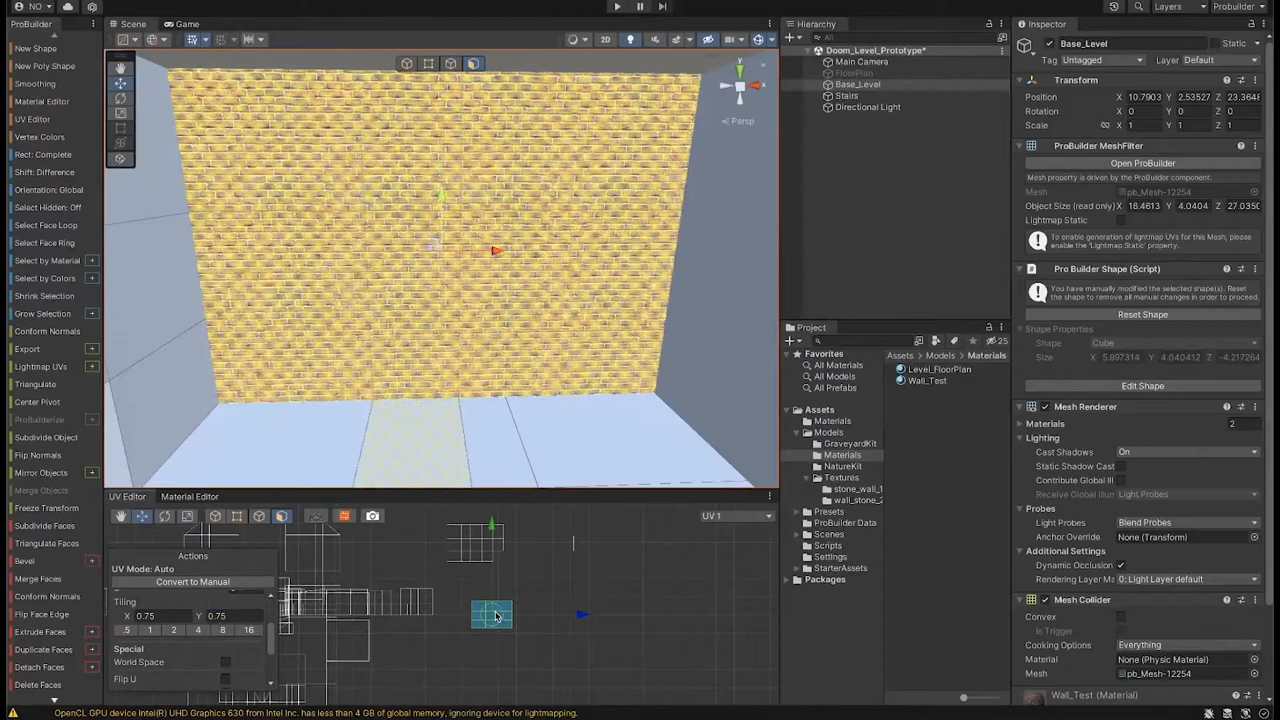 NO
Layers
Probuilder
ProBuilder
Scene
Game
Hierarchy
Inspector
New Shape
New Poly Shape
Smoothing
Material Editor
UV Editor
Vertex Colors
Rect: Complete
Shift: Difference
Orientation: Global
Select Hidden: Off
Select Face Loop
Select Face Ring
Select by Material
Select by Colors
Shrink Selection
Grow Selection
Conform Normals
Export
Lightmap UVs
Triangulate
Center Pivot
ProBuilderize
Subdivide Object
Flip Normals
Mirror Objects
Merge Objects
Freeze Transform
Subdivide Faces
Triangulate Faces
Bevel
Merge Faces
Conform Normals
Flip Face Edge
Extrude Faces
Duplicate Faces
Detach Faces
Delete Faces
2D
y
x
Persp
All
Doom_Level_Prototype*
Main Camera
FloorPlan
Base_Level
Stairs
Directional Light
Project
25
Favorites
All Materials
All Models
All Prefabs
Assets
Materials
Models
GraveyardKit
Materials
NatureKit
Textures
stone_wall_1
wall_stone_2
Presets
ProBuilder Data
Scenes
Scripts
Settings
StarterAssets
Packages
Assets
Models
Materials
Level_FloorPlan
Wall_Test
Base_Level
Static
Tag Untagged
Layer Default
Transform
Position X 10.7903 Y 2.53527 Z 23.3648
Rotation X 0 Y 0 Z 0
Scale X 1 Y 1 Z 1
ProBuilder MeshFilter
Open ProBuilder
Mesh property is driven by the ProBuilder component.
Mesh pb_Mesh-12254
Object Size (read only) X 16.4613 Y 4.0404 Z 27.0350
Lightmap Static
To enable generation of lightmap UVs for this Mesh, please enable the 'Lightmap Static' property.
Pro Builder Shape (Script)
You have manually modified the selected shape(s). Reset the shape to remove all manual changes in order to proceed.
Reset Shape
Shape Properties
Shape Cube
Size X 5.897314 Y 4.040412 Z -4.217264
Edit Shape
Mesh Renderer
Materials 2
Lighting
Cast Shadows On
Static Shadow Cast
Contribute Global Il
Receive Global Illun Light Probes
Probes
Light Probes Blend Probes
Anchor Override None (Transform)
Additional Settings
Dynamic Occlusion
Rendering Layer Ma 0: Light Layer default
Mesh Collider
Convex
Is Trigger
Cooking Options Everything
Material None (Physic Material)
Mesh pb_Mesh-12254
Wall_Test (Material)
UV Editor
Material Editor
UV 1
Actions
UV Mode: Auto
Convert to Manual
Tiling
X 0.75 Y 0.75
.5 1 2 4 8 16
Special
World Space
Flip U
OpenCL GPU device Intel(R) UHD Graphics 630 from Intel Inc. has less than 4 GB of global memory, ignoring device for lightmapping.